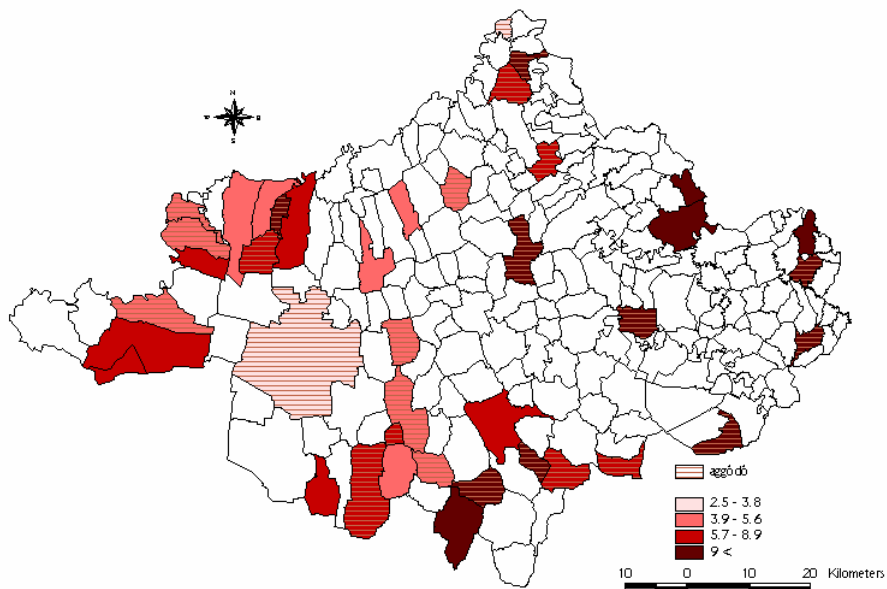 N
W E
S
aggódó
2.5 - 3.8
3.9 - 5.6
5.7 - 8.9
9 <
10 0 10 20 Kilometers